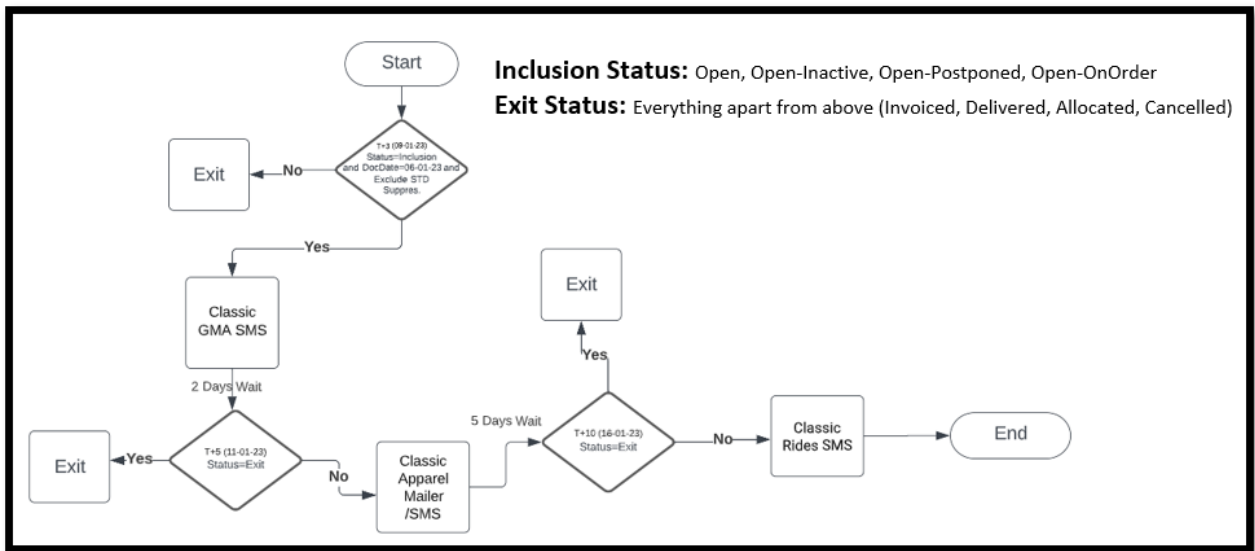 Start
Inclusion Status: Open, Open-Inactive, Open-Postponed, Open-OnOrder
Exit Status: Everything apart from above (Invoiced, Delivered, Allocated, Cancelled)
T+3 (09-01-23)
Status=Inclusion
and DocDate=06-01-23 and
Exclude STD
Suppres.
No
Exit
Yes
Classic
GMA SMS
2 Days Wait
T+5 (11-01-23)
Status=Exit
Yes
Exit
No
Classic
Apparel
Mailer
/SMS
5 Days Wait
T+10 (16-01-23)
Status=Exit
Yes
Exit
No
Classic
Rides SMS
End